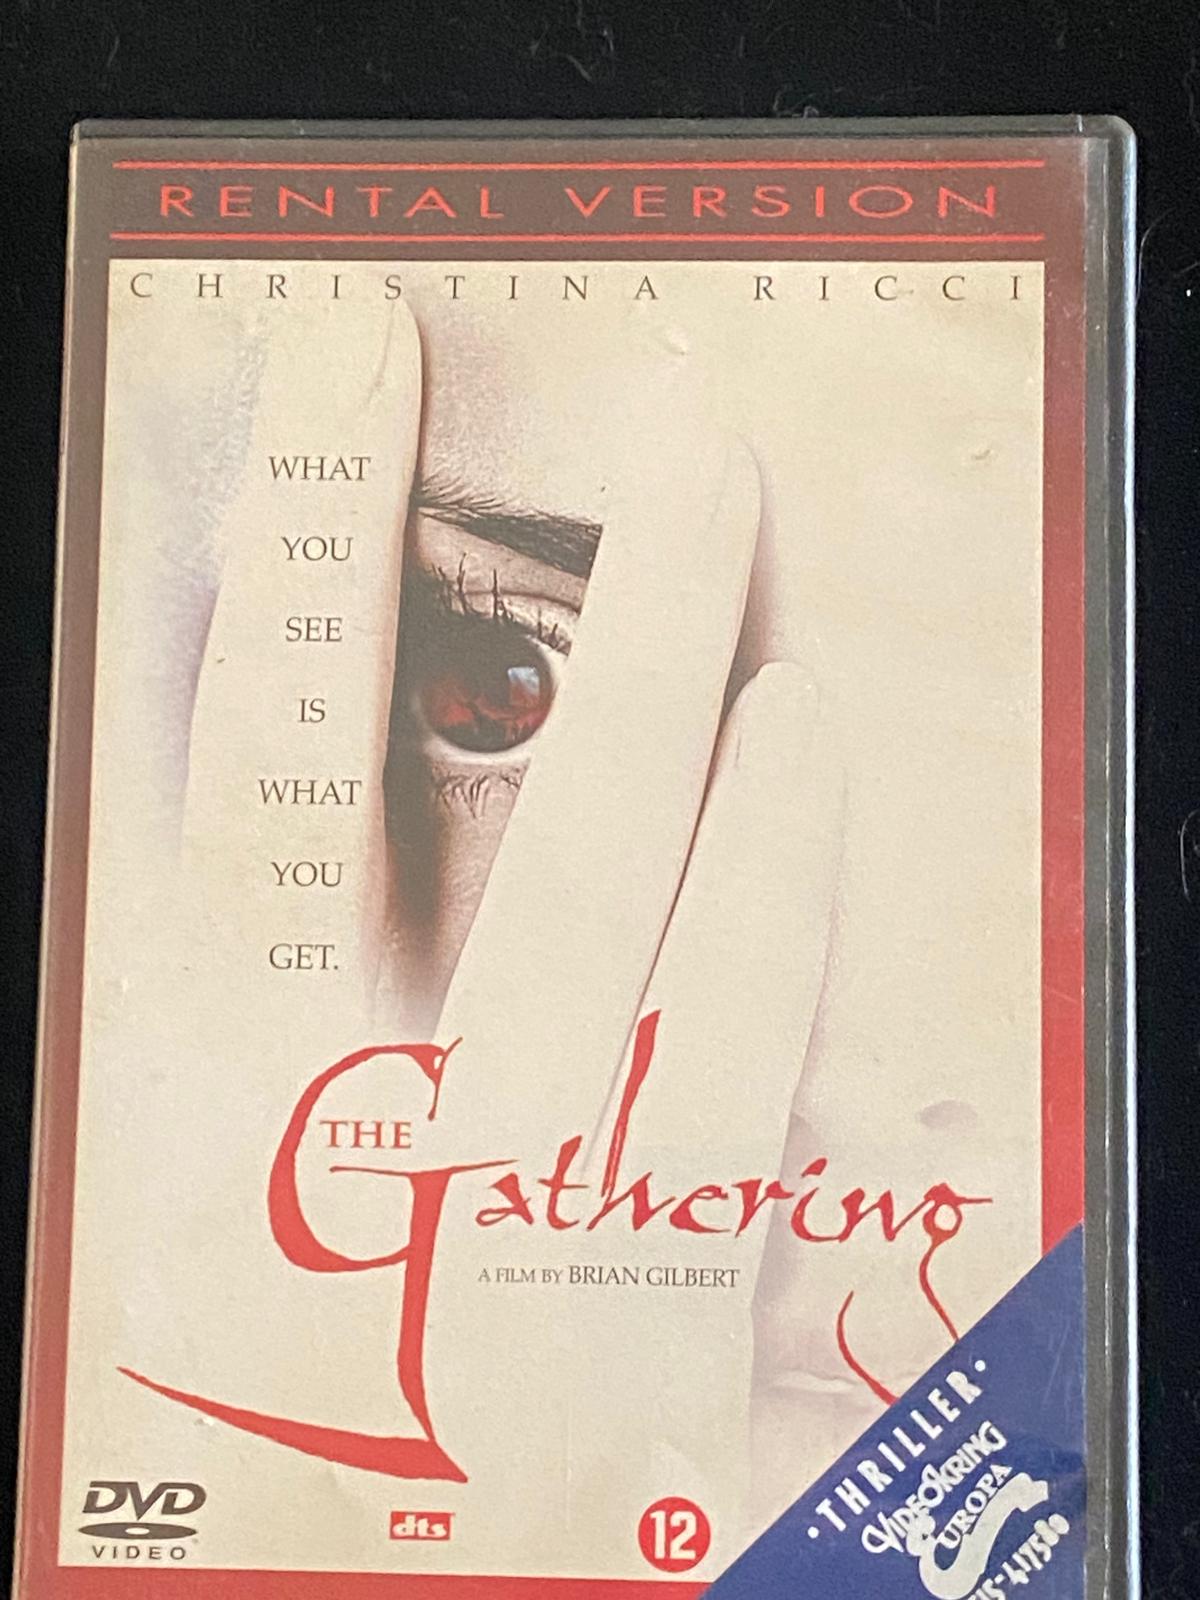 RENTAL VERSION
CHRISTINA RICCI
WHAT
YOU
SEE
IS
WHAT
YOU
GET.
THE
Gathering
A FILM BY BRIAN GILBERT
DVD
VIDEO
dts
12
·THRILLER·
VIDEOKRING
EUROPA